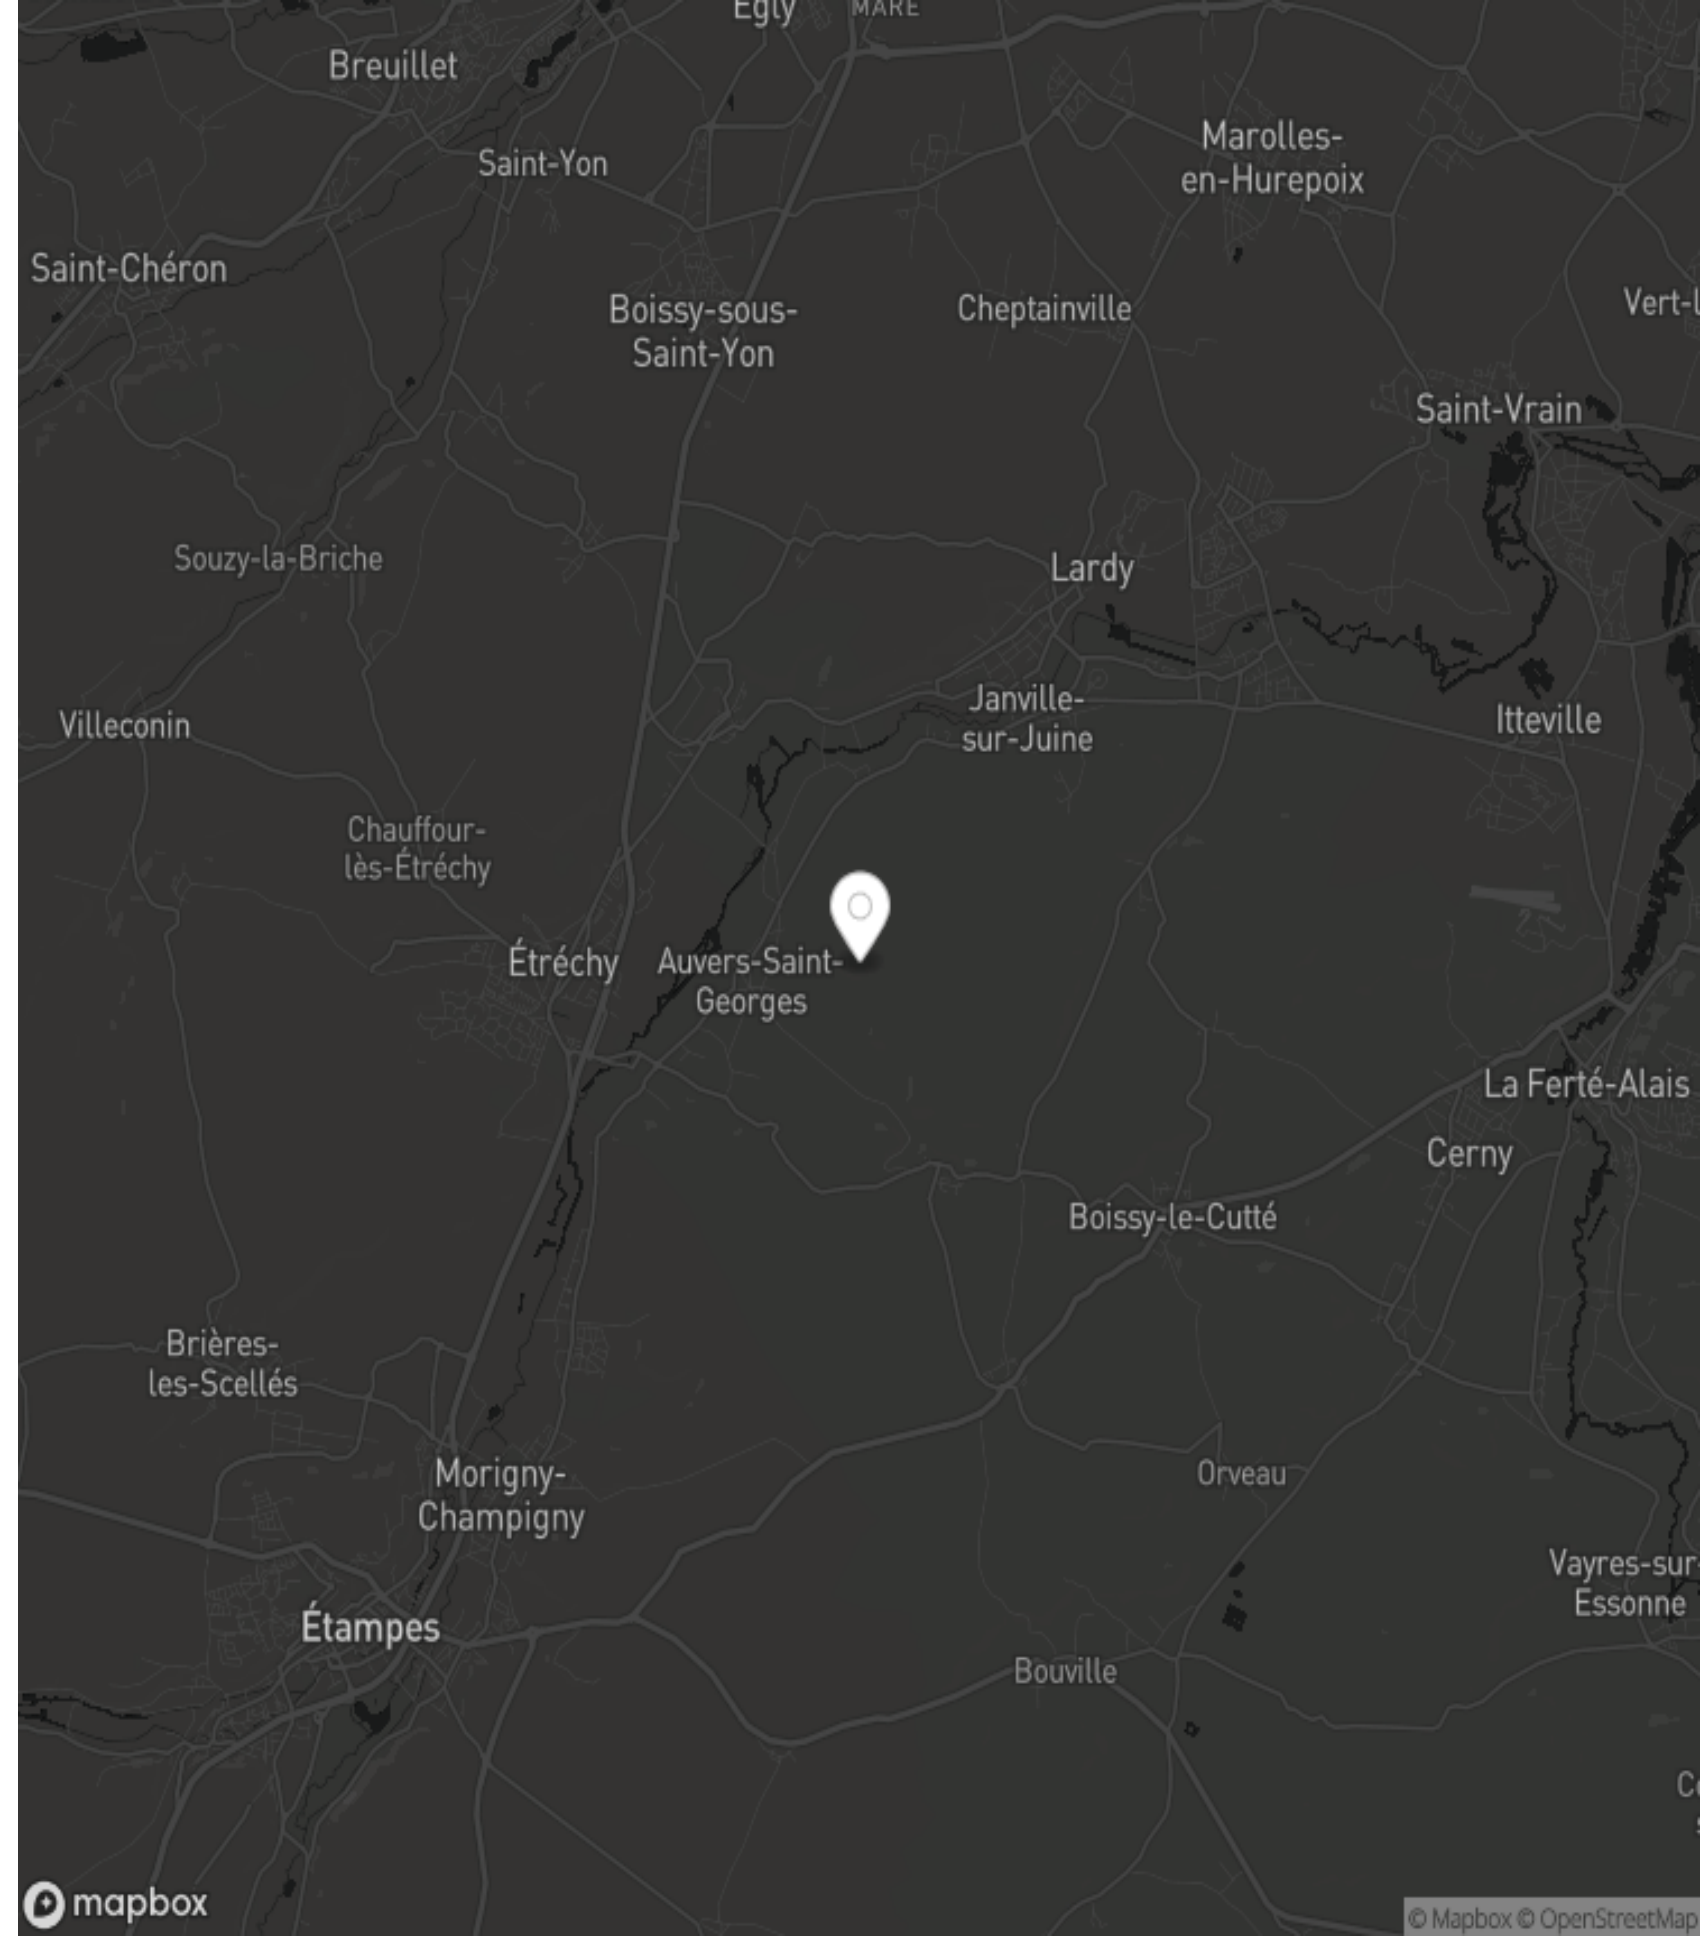 Egly
MARE
Breuillet
Saint-Yon
Marolles-
en-Hurepoix
Saint-Chéron
Boissy-sous-
Saint-Yon
Cheptainville
Saint-Vrain
Souzy-la-Briche
Lardy
Villeconin
Janville-
sur-Juine
Itteville
Chauffour-
lès-Étréchy
Étréchy
Auvers-Saint-
Georges
La Ferté-Alais
Cerny
Boissy-le-Cutté
Brières-
les-Scellés
Morigny-
Champigny
Orveau
Vayres-sur-
Essonne
Étampes
Bouville
mapbox
© Mapbox © OpenStreetMap